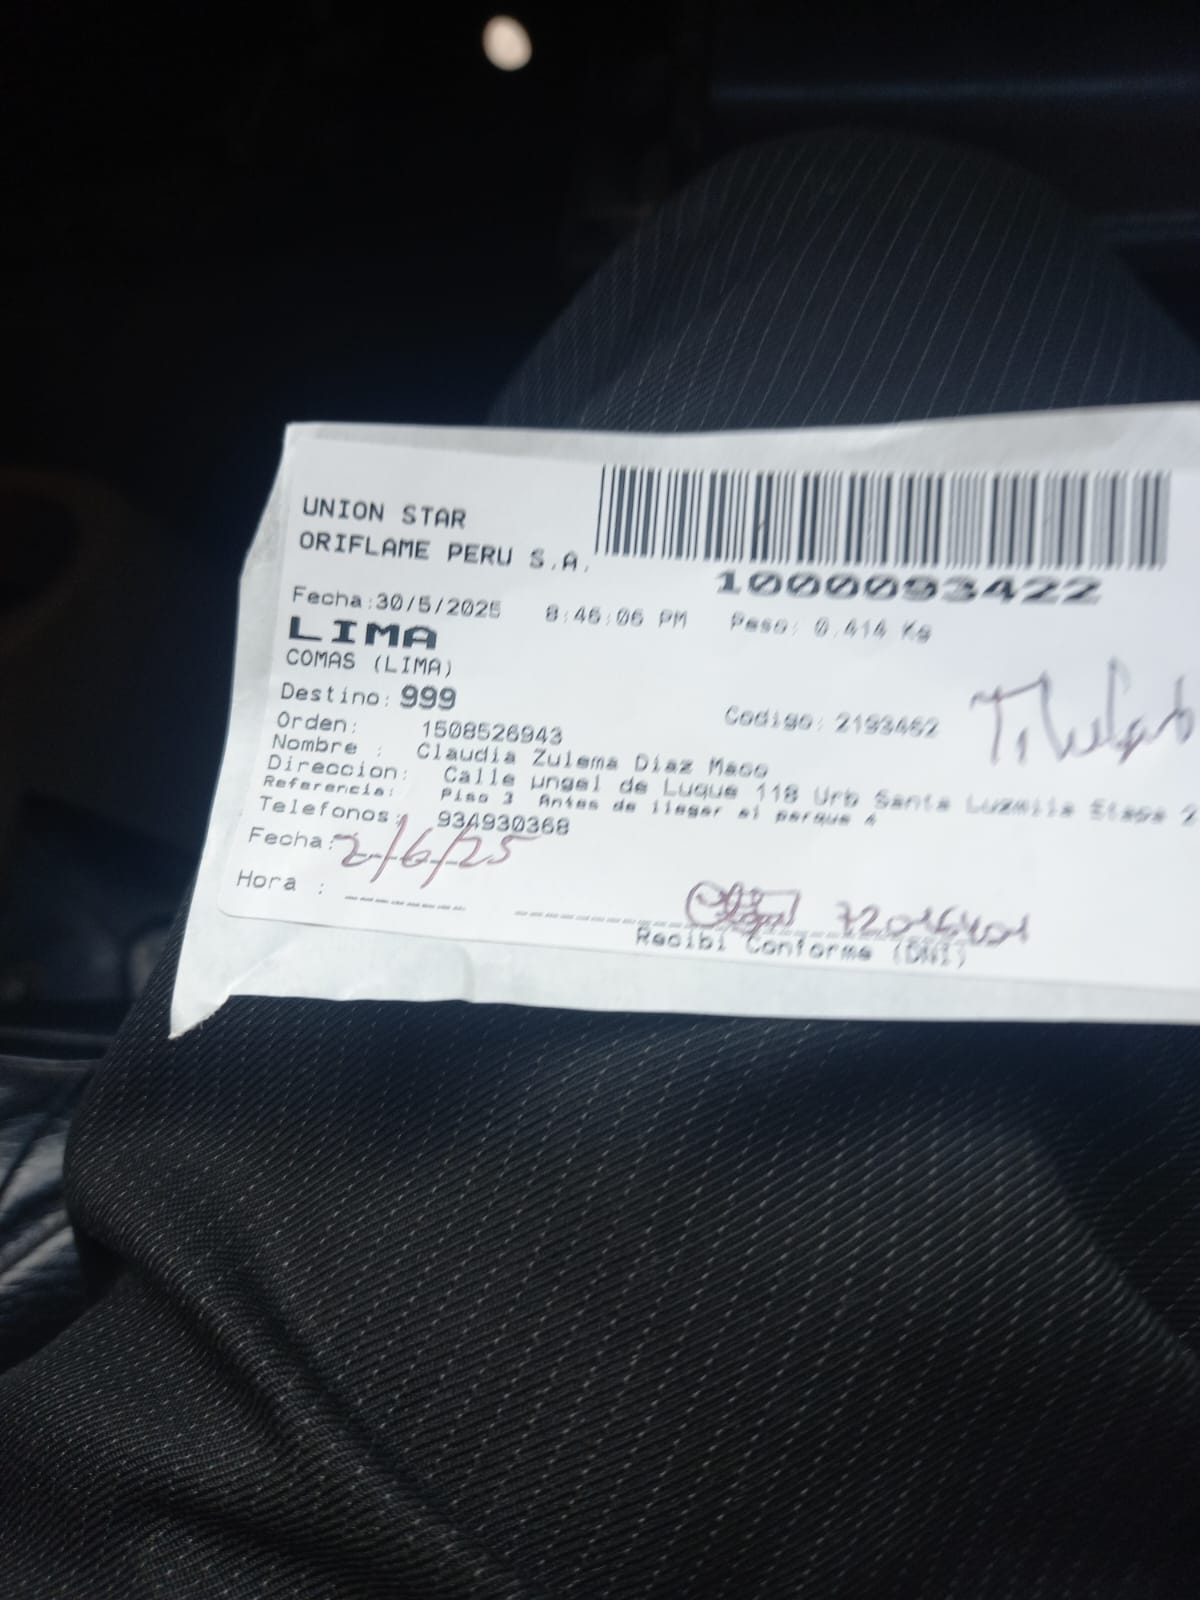 UNION STAR
ORIFLAME PERU S.A.
1000093422
Fecha:30/5/2025 8:46:06 PM Peso: 0.414 Kg
LIMA
COMAS (LIMA)
Destino: 999
Orden: 1508526943 Codigo: 2193462
Titular
Nombre : Claudia Zulema Diaz
Direccion: Calle ungel de Luque 118 Urb Santa Luzmila Etapa 2
Referencia: Piso 3 Antes de llegar al parque 4
Telefonos: 934930368
Fecha: 2/6/25
Hora :
Recibi Conforme (DNI)